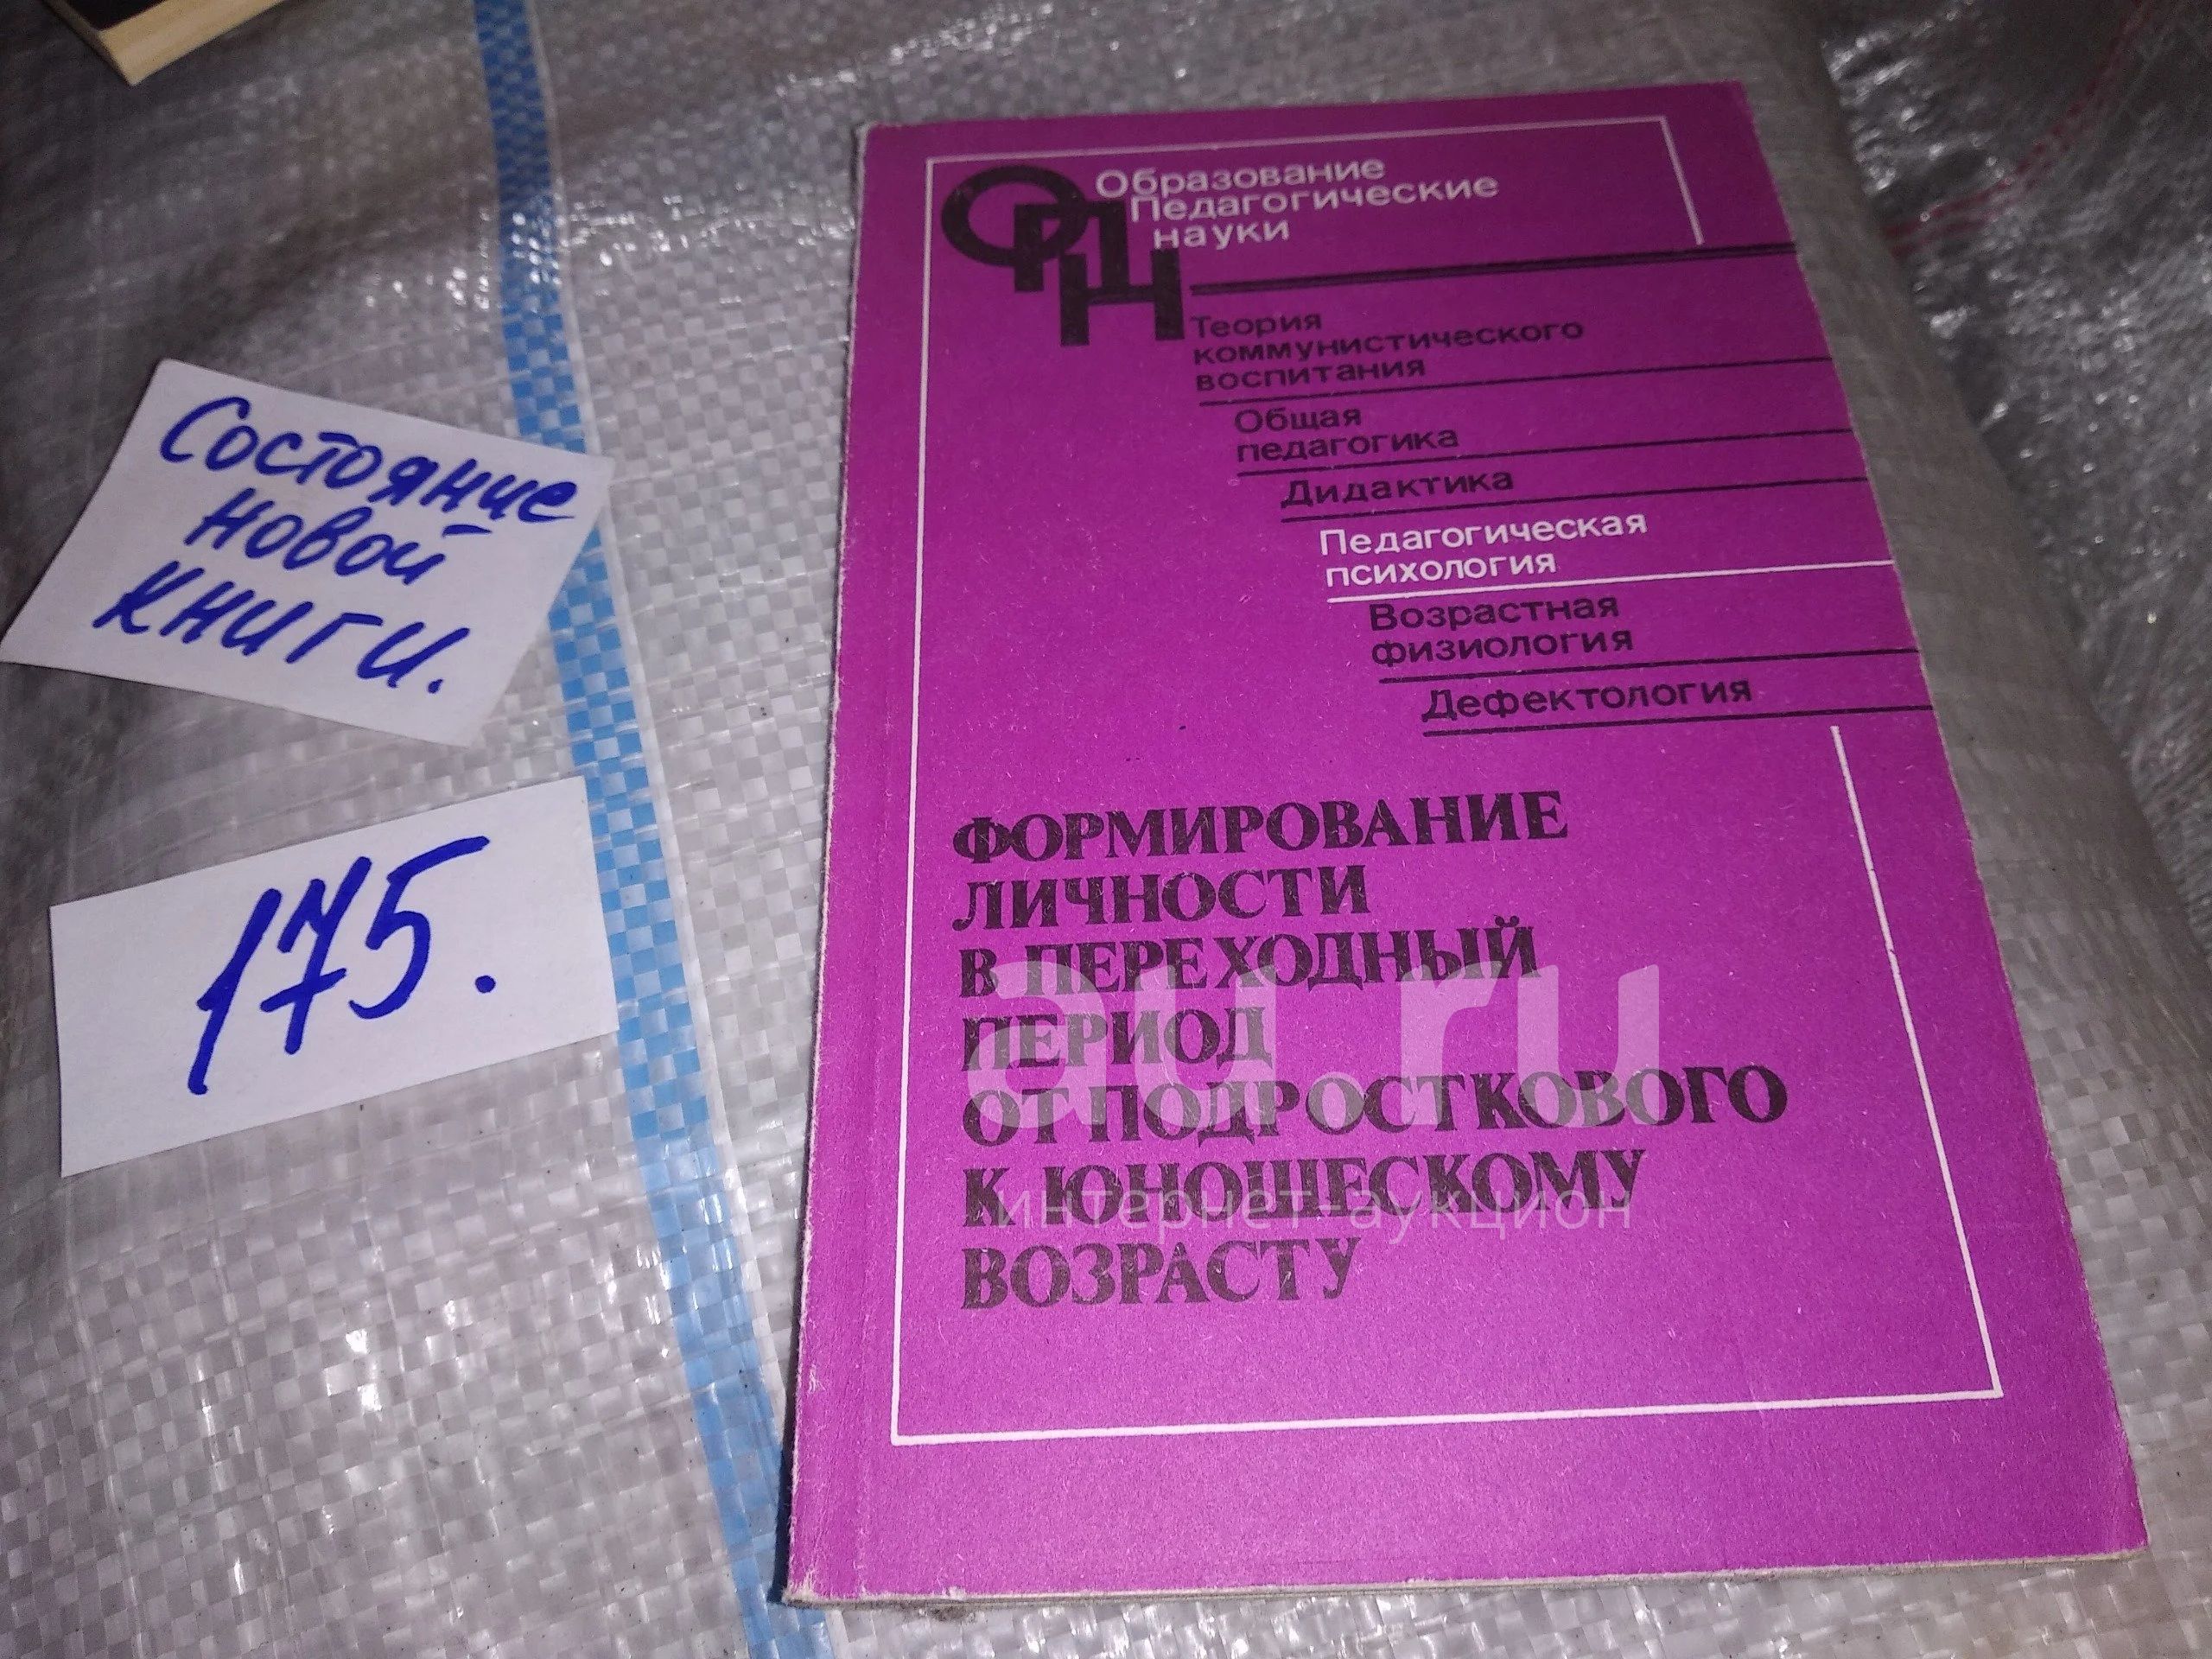 Состояние
новой
книги.
175.
ОПН
Образование
Педагогические
науки
Теория
коммунистического
воспитания
Общая
педагогика
Дидактика
Педагогическая
психология
Возрастная
физиология
Дефектология
ФОРМИРОВАНИЕ
ЛИЧНОСТИ
В ПЕРЕХОДНЫЙ
ПЕРИОД
ОТ ПОДРОСТКОВОГО
К ЮНОШЕСКОМУ
ВОЗРАСТУ
au.ru
интернет-аукцион